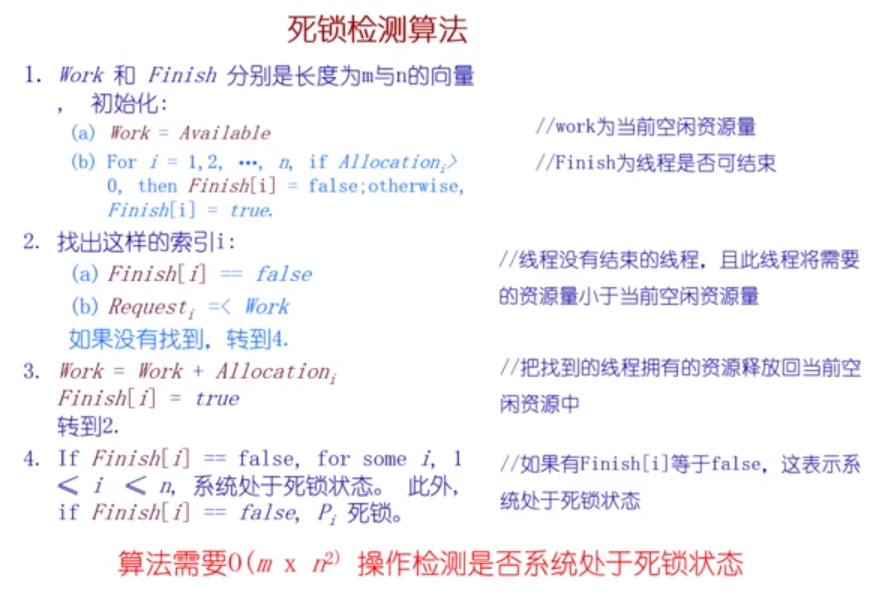 死锁检测算法
1. Work 和 Finish 分别是长度为m与n的向量
， 初始化:
(a) Work = Available
//work为当前空闲资源量
(b) For i = 1,2, …, n, if Allocationᵢ>
//Finish为线程是否可结束
0, then Finish[i] = false;otherwise,
Finish[i] = true.
2. 找出这样的索引i:
(a) Finish[i] == false
//线程没有结束的线程，且此线程将需要
(b) Requestᵢ =< Work
的资源量小于当前空闲资源量
如果没有找到，转到4.
3. Work = Work + Allocationᵢ
//把找到的线程拥有的资源释放回当前空
Finish[i] = true
闲资源中
转到2.
4. If Finish[i] == false, for some i, 1
//如果有Finish[i]等于false，这表示系
≤ i ≤ n, 系统处于死锁状态。 此外,
统处于死锁状态
if Finish[i] == false, Pᵢ 死锁。
算法需要O(m x n²⁾ 操作检测是否系统处于死锁状态